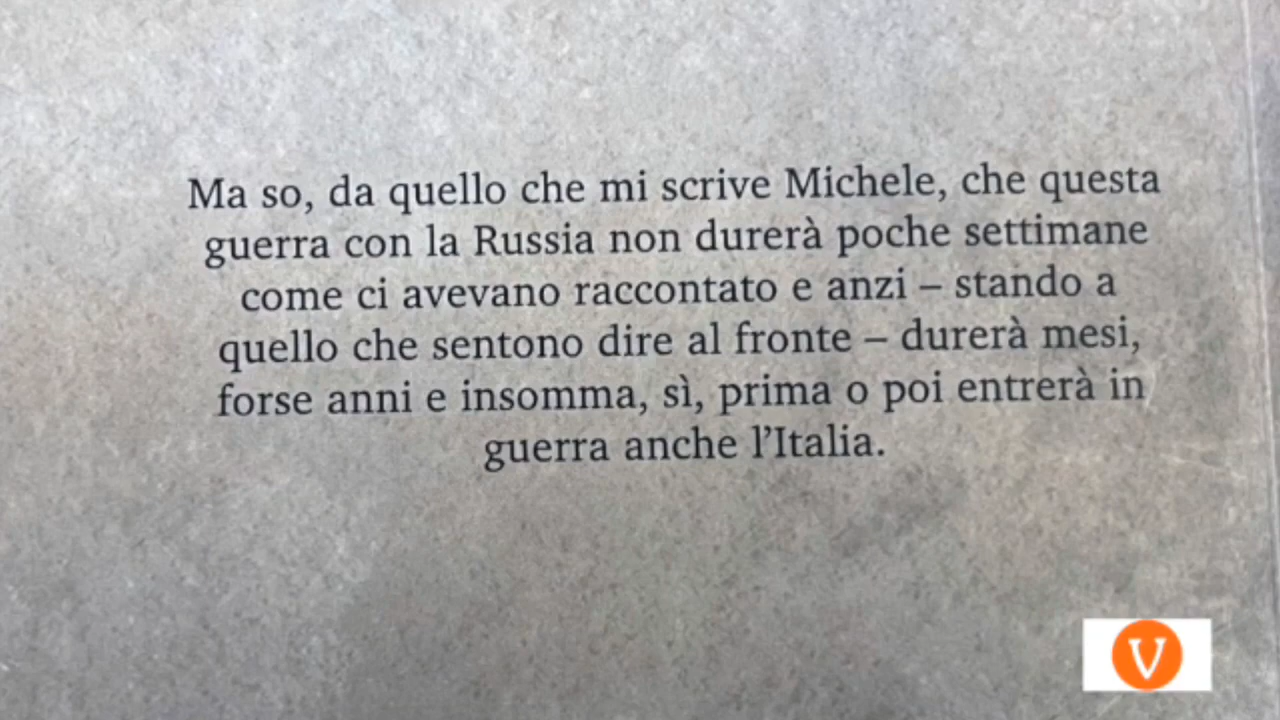 Ma so, da quello che mi scrive Michele, che questa
guerra con la Russia non durerà poche settimane
come ci avevano raccontato e anzi – stando a
quello che sentono dire al fronte – durerà mesi,
forse anni e insomma, sì, prima o poi entrerà in
guerra anche l’Italia.
V